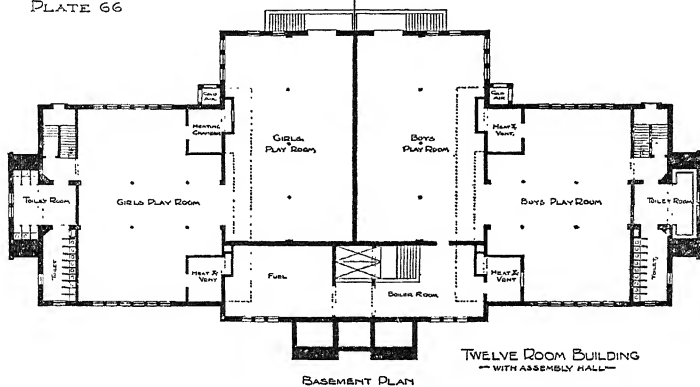 PLATE 66
COLD
AIR
COLD
AIR
HEATING
CHAMBER
GIRLS
PLAY ROOM
BOYS
PLAY ROOM
HEAT &
VENT.
TOILET ROOM
GIRLS PLAY ROOM
BOYS PLAY ROOM
TOILET ROOM
TOILET
HEAT &
VENT
FUEL
BOILER ROOM
HEAT &
VENT
TOILET
TWELVE ROOM BUILDING
WITH ASSEMBLY HALL
BASEMENT PLAN